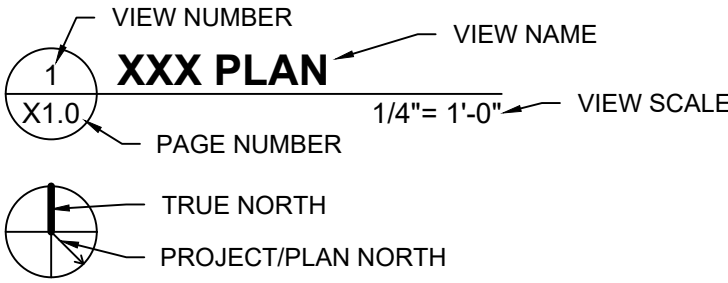 VIEW NUMBER
VIEW NAME
1
XXX PLAN
X1.0
1/4"= 1'-0"
VIEW SCALE
PAGE NUMBER
TRUE NORTH
PROJECT/PLAN NORTH